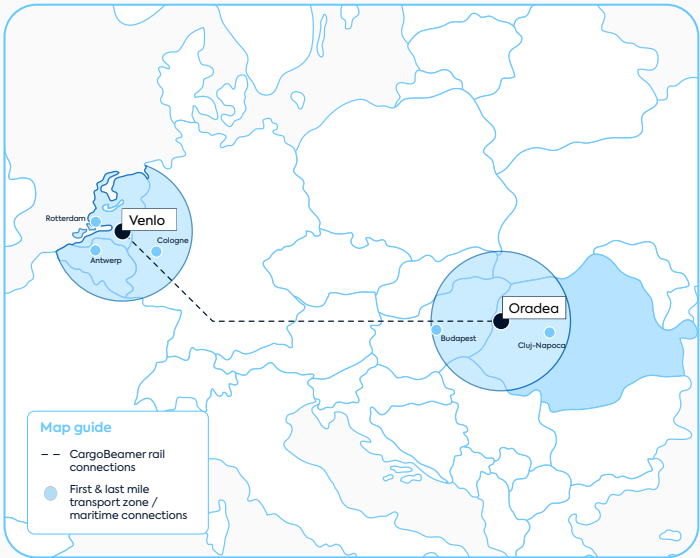 Rotterdam
Venlo
Cologne
Antwerp
Oradea
Budapest
Cluj-Napoca
Map guide
CargoBeamer rail
connections
First & last mile
transport zone /
maritime connections